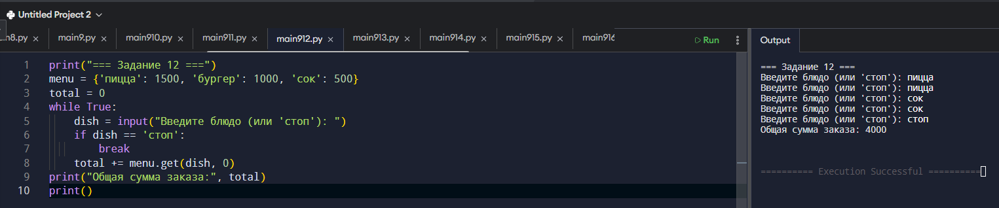 Untitled Project 2
n8.py × main9.py × main910.py × main911.py × main912.py × main913.py × main914.py × main915.py × main916
Run
1 print("=== Задание 12 ===")
2 menu = {'пицца': 1500, 'бургер': 1000, 'сок': 500}
3 total = 0
4 while True:
5     dish = input("Введите блюдо (или 'стоп'): ")
6     if dish == 'стоп':
7         break
8     total += menu.get(dish, 0)
9 print("Общая сумма заказа:", total)
10 print()
Output
=== Задание 12 ===
Введите блюдо (или 'стоп'): пицца
Введите блюдо (или 'стоп'): пицца
Введите блюдо (или 'стоп'): сок
Введите блюдо (или 'стоп'): сок
Введите блюдо (или 'стоп'): стоп
Общая сумма заказа: 4000
========== Execution Successful ==========